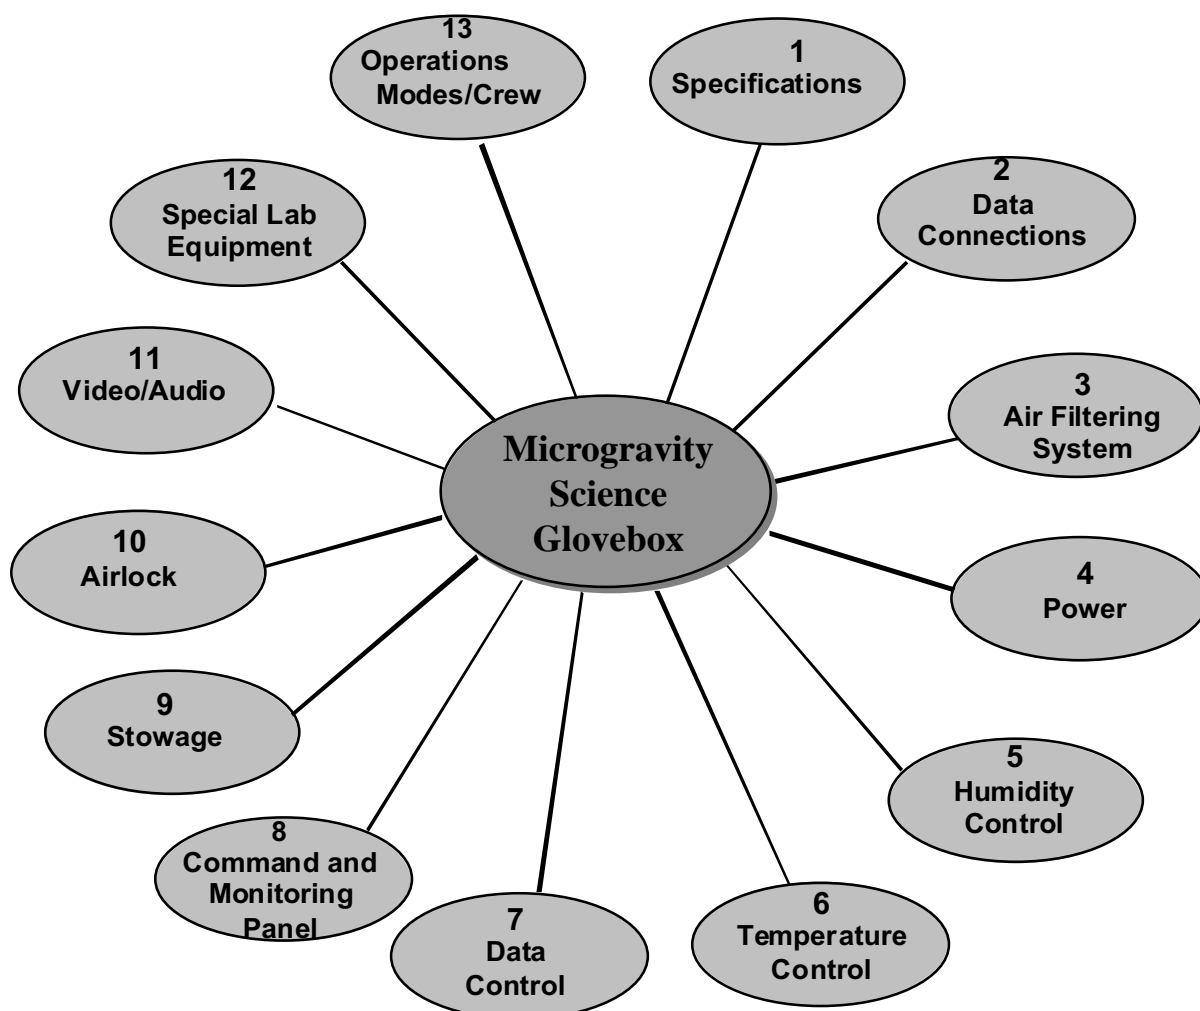 13
Operations
Modes/Crew
1
Specifications
2
Data
Connections
3
Air Filtering
System
4
Power
5
Humidity
Control
6
Temperature
Control
7
Data
Control
8
Command and
Monitoring
Panel
9
Stowage
10
Airlock
11
Video/Audio
12
Special Lab
Equipment
Microgravity
Science
Glovebox